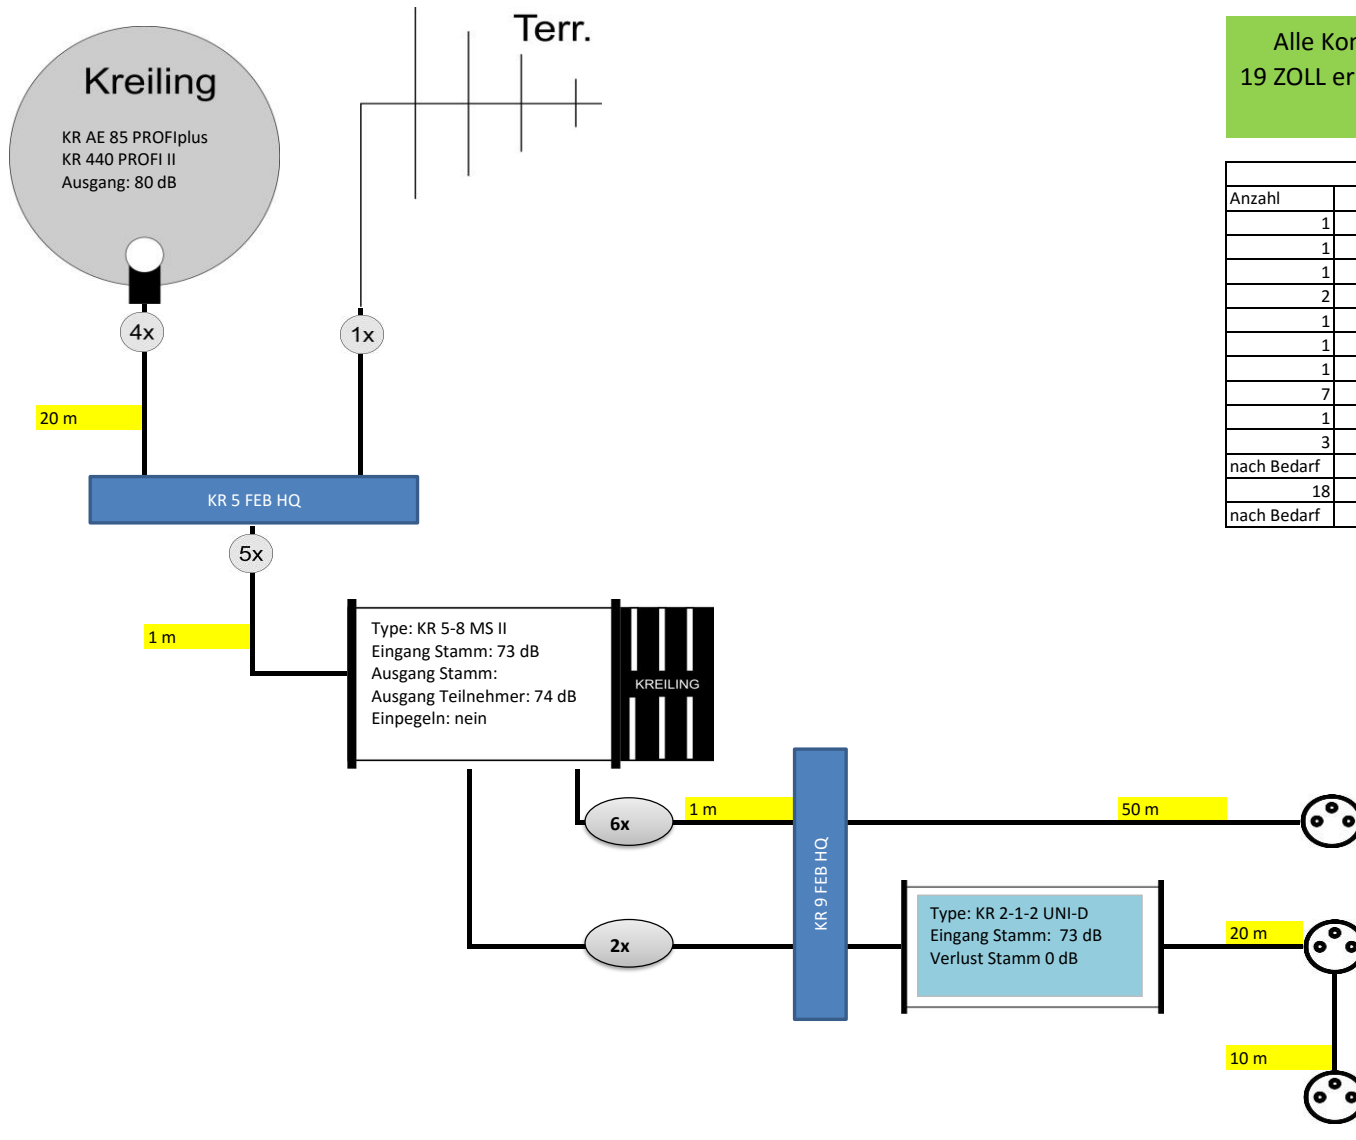 Terr.
Kreiling
KR AE 85 PROFIplus
KR 440 PROFI II
Ausgang: 80 dB
Alle
19 ZOLL
Anzahl
1
1
1
2
1
1
1
7
1
3
nach Bedarf
18
nach Bedarf
4x
1x
20 m
KR 5 FEB HQ
5x
1 m
Type: KR 5-8 MS II
Eingang Stamm: 73 dB
Ausgang Stamm:
Ausgang Teilnehmer: 74 dB
Einpegeln: nein
KREILING
6x
1 m
50 m
KR 9 FEB HQ
2x
Type: KR 2-1-2 UNI-D
Eingang Stamm: 73 dB
Verlust Stamm 0 dB
20 m
10 m